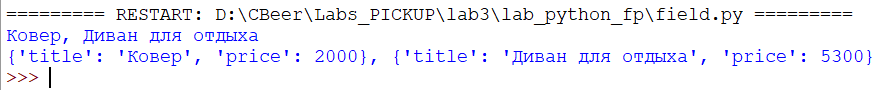 ========= RESTART: D:\CBeer\Labs_PICKUP\lab3\lab_python_fp\field.py =========
Ковер, Диван для отдыха
{'title': 'Ковер', 'price': 2000}, {'title': 'Диван для отдыха', 'price': 5300}
>>>